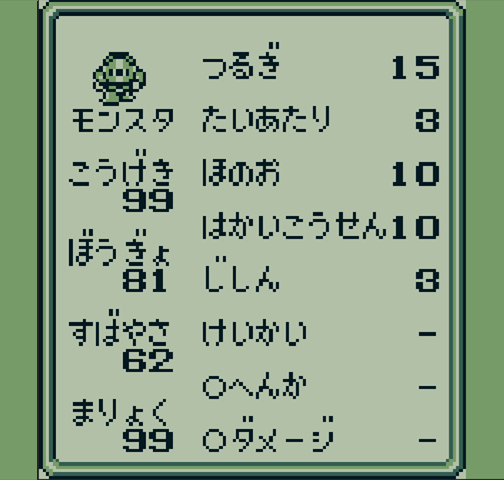 モンスタ
こうげき
99
ぼうぎょ
81
すばやさ
62
まりょく
99
つるぎ 15
たいあたり 3
ほのお 10
はかいこうせん10
じしん 3
けいかい -
○へんか -
○ダメージ -